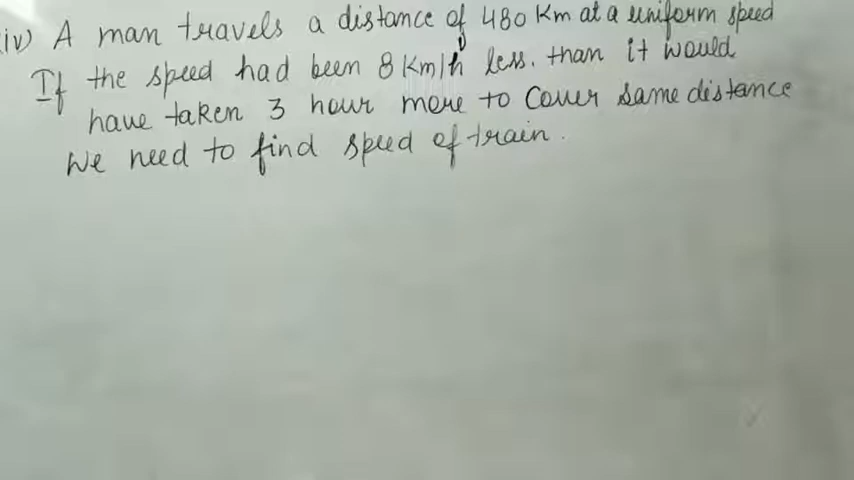 iv) A man travels a distance of 480 Km at a uniform speed
If the speed had been 8 Km/h less. than it would
have taken 3 hour more to Cover same distance
We need to find speed of train.